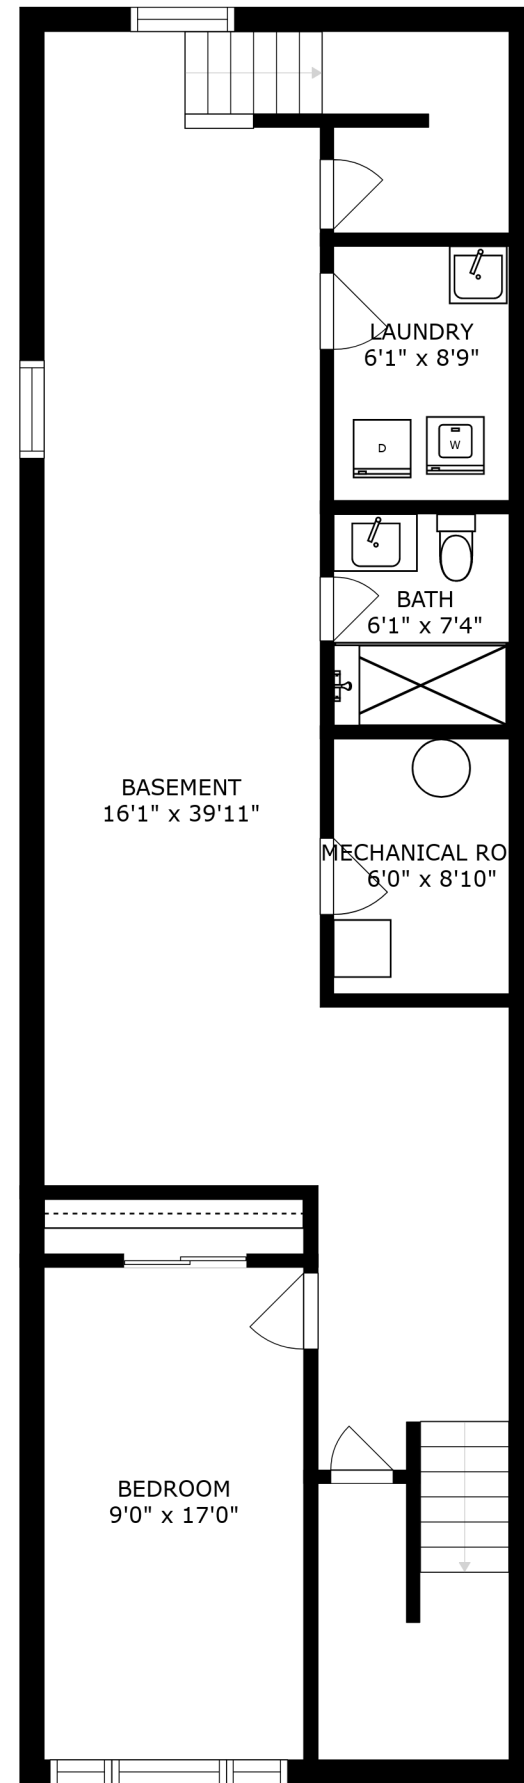 LAUNDRY
6'1" x 8'9"
D
W
BATH
6'1" x 7'4"
BASEMENT
16'1" x 39'11"
MECHANICAL RO
6'0" x 8'10"
BEDROOM
9'0" x 17'0"